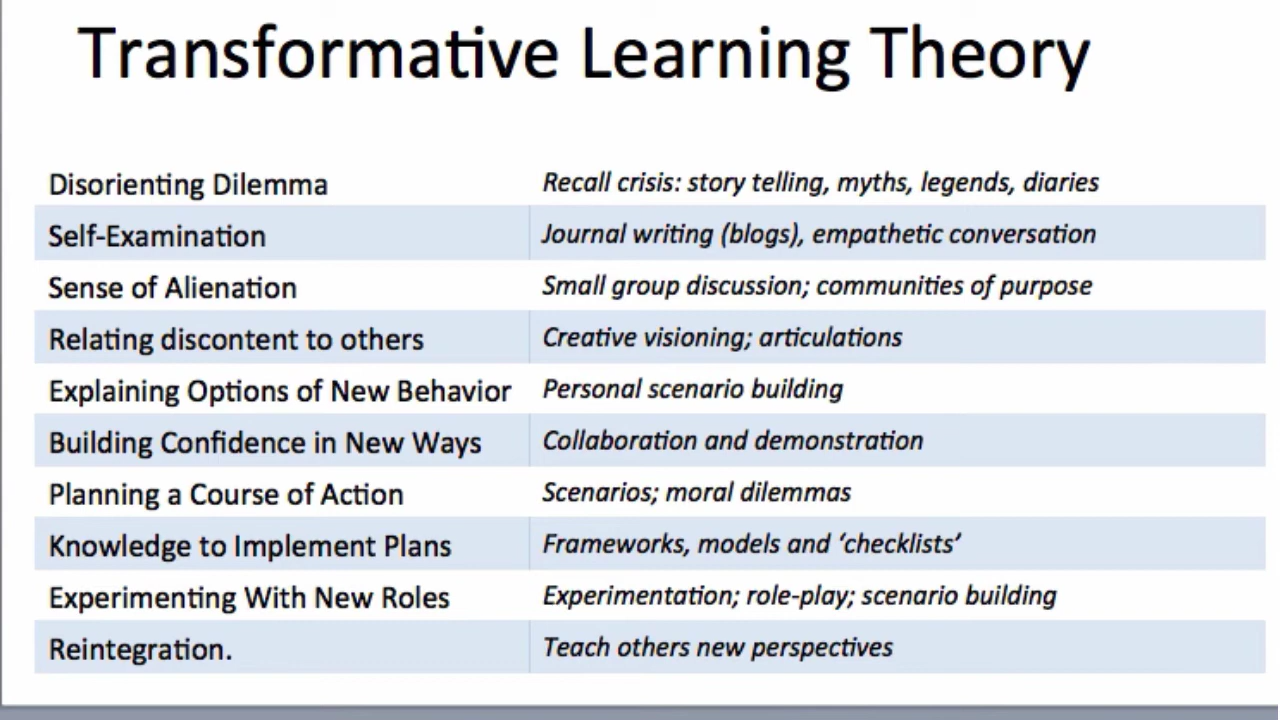 Transformative Learning Theory
Disorienting Dilemma Recall crisis: story telling, myths, legends, diaries
Self-Examination Journal writing (blogs), empathetic conversation
Sense of Alienation Small group discussion; communities of purpose
Relating discontent to others Creative visioning; articulations
Explaining Options of New Behavior Personal scenario building
Building Confidence in New Ways Collaboration and demonstration
Planning a Course of Action Scenarios; moral dilemmas
Knowledge to Implement Plans Frameworks, models and ‘checklists’
Experimenting With New Roles Experimentation; role-play; scenario building
Reintegration. Teach others new perspectives